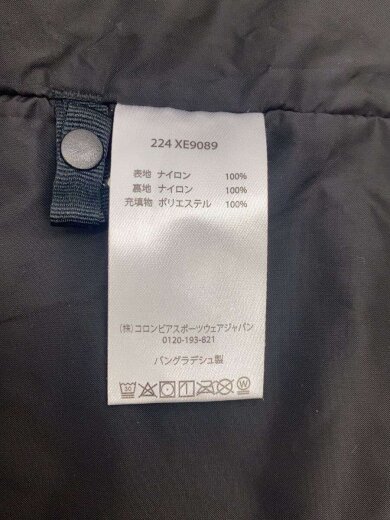 224 XE9089
表地 ナイロン 100%
裏地 ナイロン 100%
充填物 ポリエステル 100%
(株)コロンビアスポーツウェアジャパン
0120-193-821
バングラデシュ製
30 W